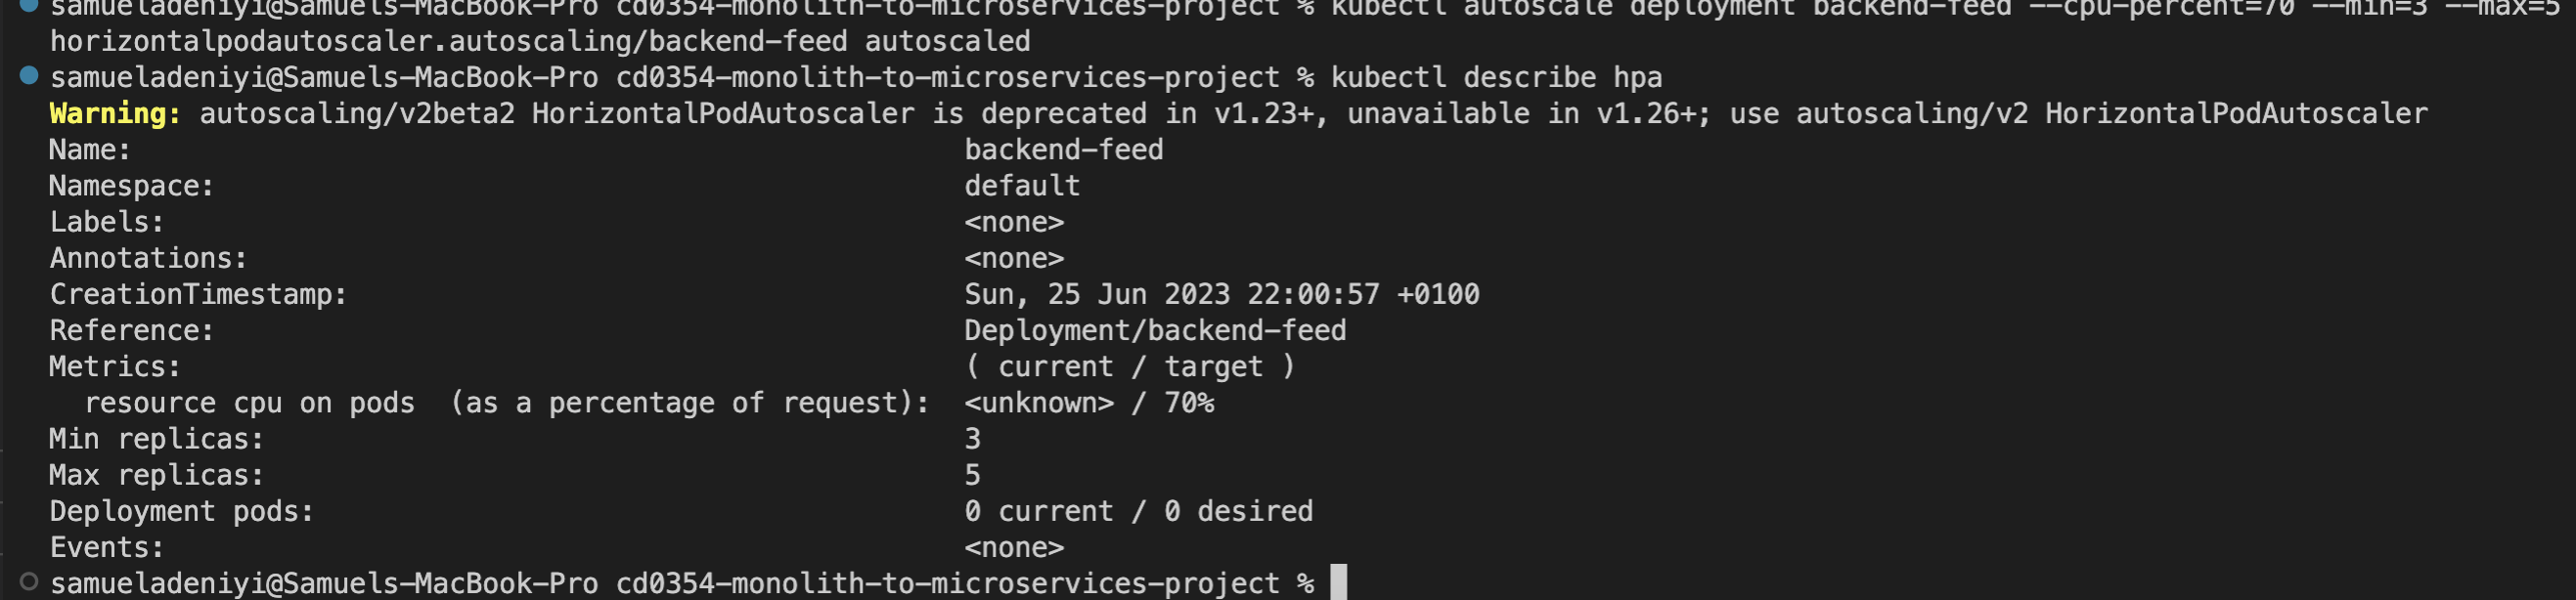 samueladeniyi@Samuels-MacBook-Pro cd0354-monolith-to-microservices-project % kubectl autoscale deployment backend-feed --cpu-percent=70 --min=3 --max=5
horizontalpodautoscaler.autoscaling/backend-feed autoscaled
samueladeniyi@Samuels-MacBook-Pro cd0354-monolith-to-microservices-project % kubectl describe hpa
Warning: autoscaling/v2beta2 HorizontalPodAutoscaler is deprecated in v1.23+, unavailable in v1.26+; use autoscaling/v2 HorizontalPodAutoscaler
Name: backend-feed
Namespace: default
Labels: <none>
Annotations: <none>
CreationTimestamp: Sun, 25 Jun 2023 22:00:57 +0100
Reference: Deployment/backend-feed
Metrics: ( current / target )
resource cpu on pods (as a percentage of request): <unknown> / 70%
Min replicas: 3
Max replicas: 5
Deployment pods: 0 current / 0 desired
Events: <none>
samueladeniyi@Samuels-MacBook-Pro cd0354-monolith-to-microservices-project %